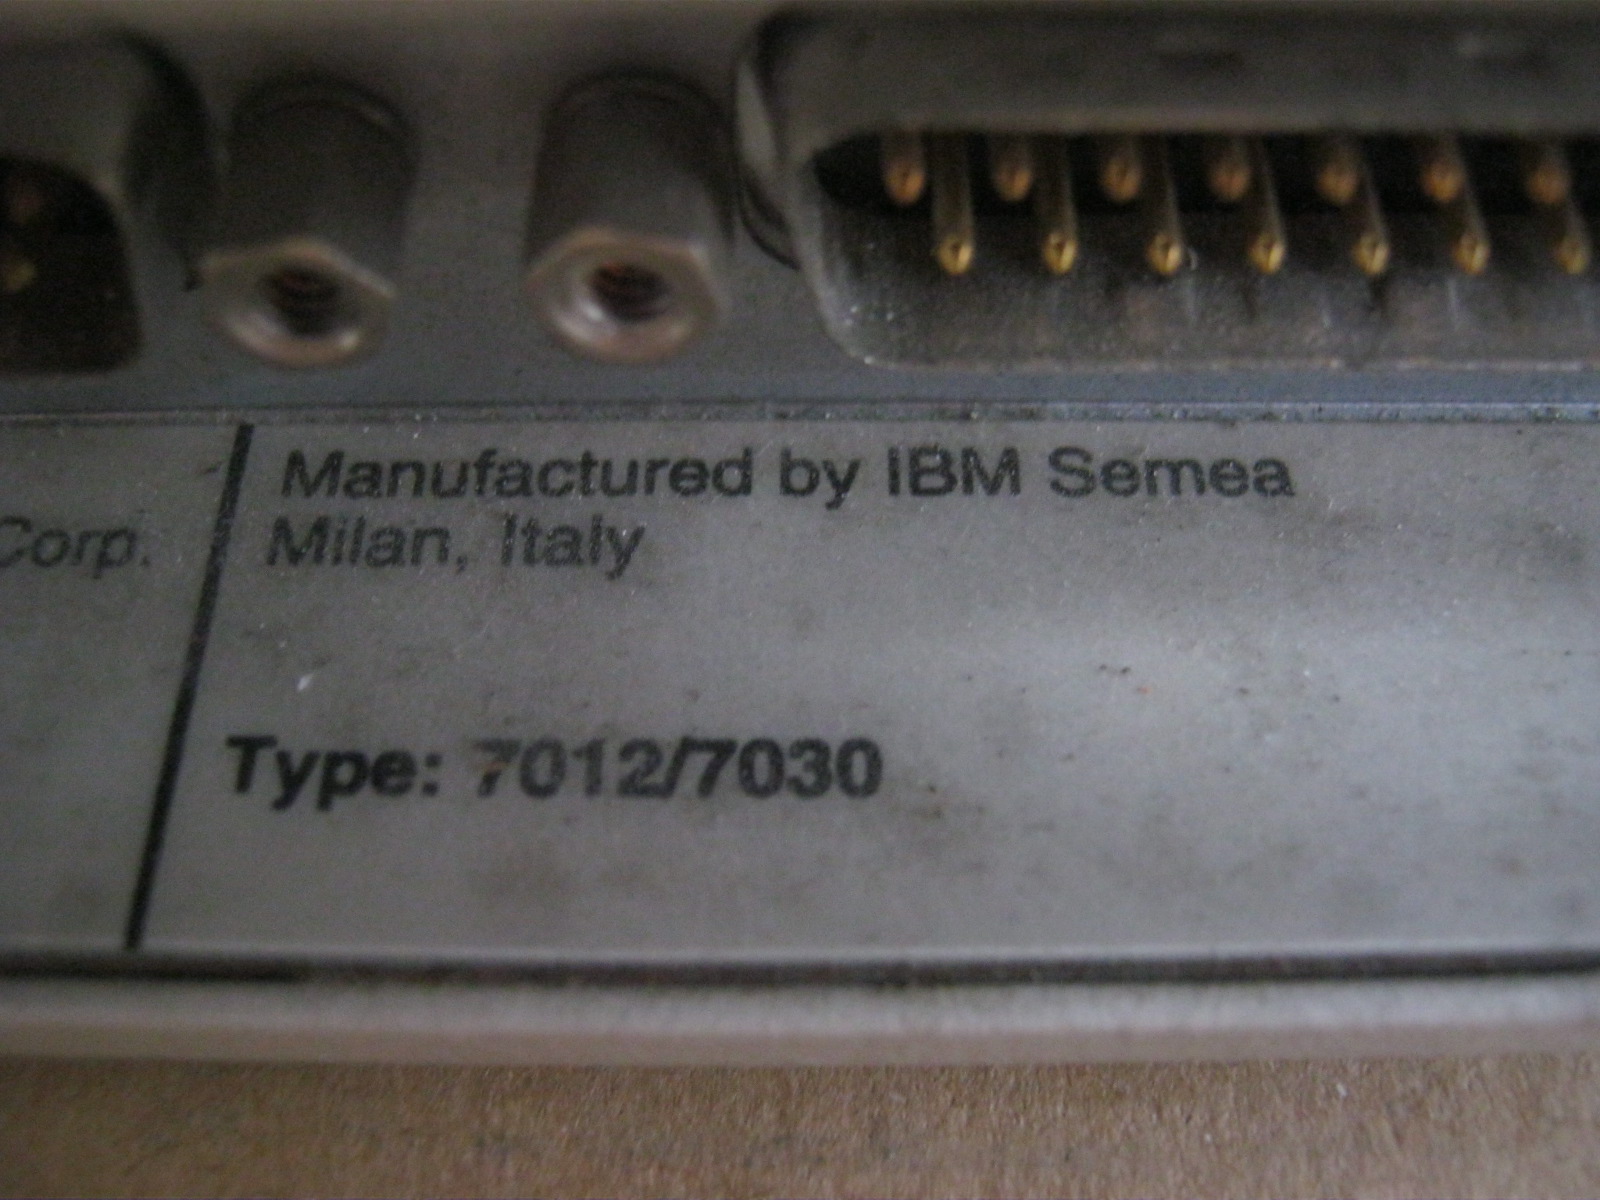 Manufactured by IBM Semea
Corp. Milan, Italy
Type: 7012/7030